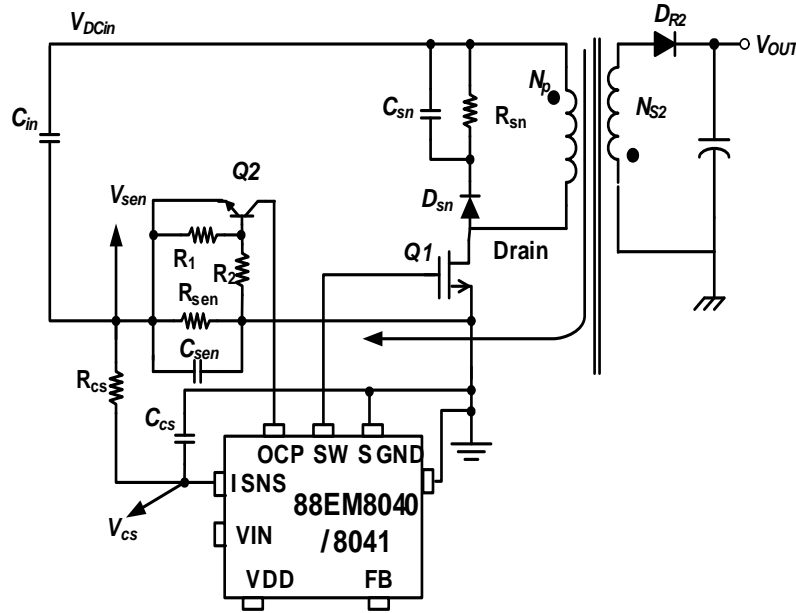 V_DCin
D_R2
V_OUT
C_in
C_sn
R_sn
N_p
N_S2
Q2
V_sen
D_sn
R_1
R_2
Q1
Drain
R_sen
C_sen
R_cs
C_cs
OCP SW S GND
ISNS
88EM8040
/8041
V_cs
VIN
VDD FB